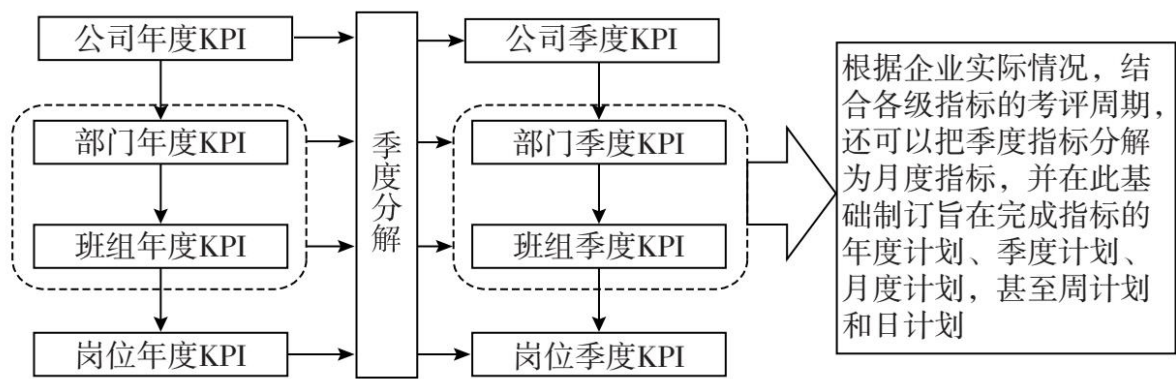 公司年度KPI
部门年度KPI
班组年度KPI
岗位年度KPI
季度分解
公司季度KPI
部门季度KPI
班组季度KPI
岗位季度KPI
根据企业实际情况，结
合各级指标的考评周期，
还可以把季度指标分解
为月度指标，并在此基
础制订旨在完成指标的
年度计划、季度计划、
月度计划，甚至周计划
和日计划